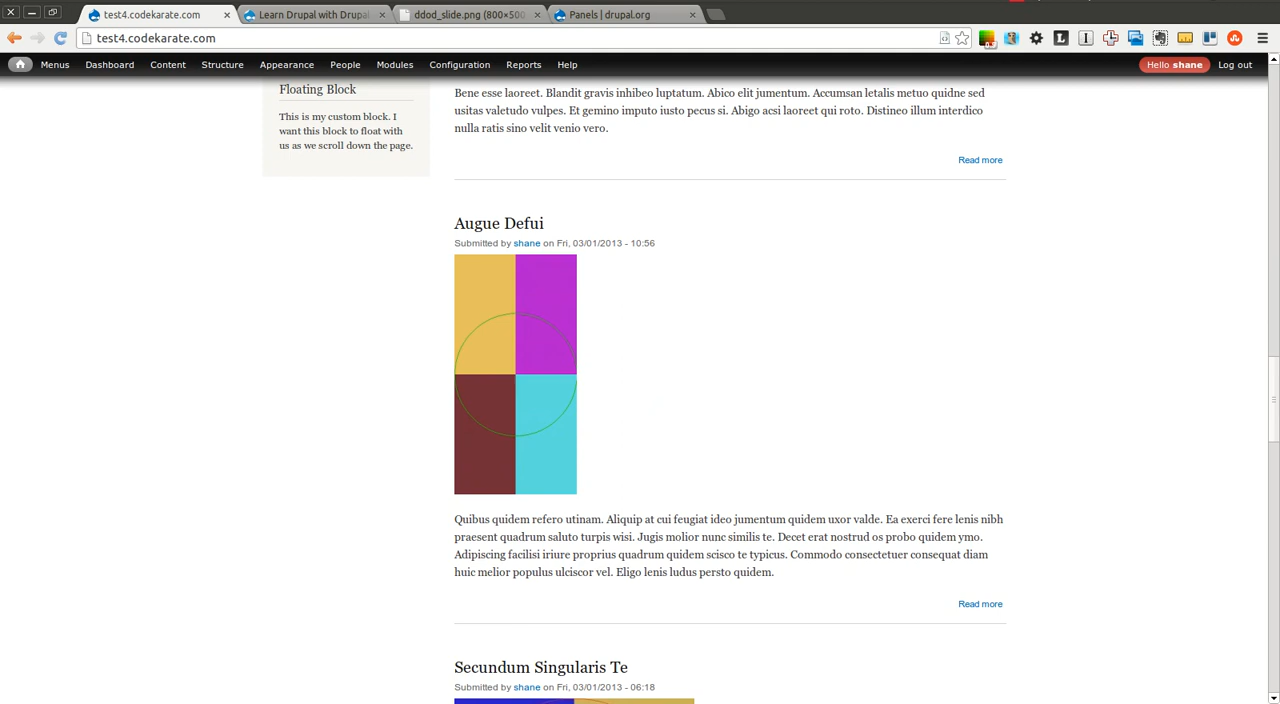 test4.codekarate.com
Learn Drupal with Drupal
ddod_slide.png (800×500
Panels | drupal.org
test4.codekarate.com
Menus Dashboard Content Structure Appearance People Modules Configuration Reports Help Hello shane Log out
Floating Block
This is my custom block. I
want this block to float with
us as we scroll down the page.
Bene esse laoreet. Blandit gravis inhibeo luptatum. Abico elit jumentum. Accumsan letalis metuo quidne sed
usitas valetudo vulpes. Et gemino imputo iusto pecus si. Abigo acsi laoreet qui roto. Distineo illum interdico
nulla ratis sino velit venio vero.
Read more
Augue Defui
Submitted by shane on Fri, 03/01/2013 - 10:56
Quibus quidem refero utinam. Aliquip at cui feugiat ideo jumentum quidem uxor valde. Ea exerci fere lenis nibh
praesent quadrum saluto turpis wisi. Jugis molior nunc similis te. Decet erat nostrud os probo quidem ymo.
Adipiscing facilisi iriure proprius quadrum quidem scisco te typicus. Commodo consectetuer consequat diam
huic melior populus ulciscor vel. Eligo lenis ludus persto quidem.
Read more
Secundum Singularis Te
Submitted by shane on Fri, 03/01/2013 - 06:18